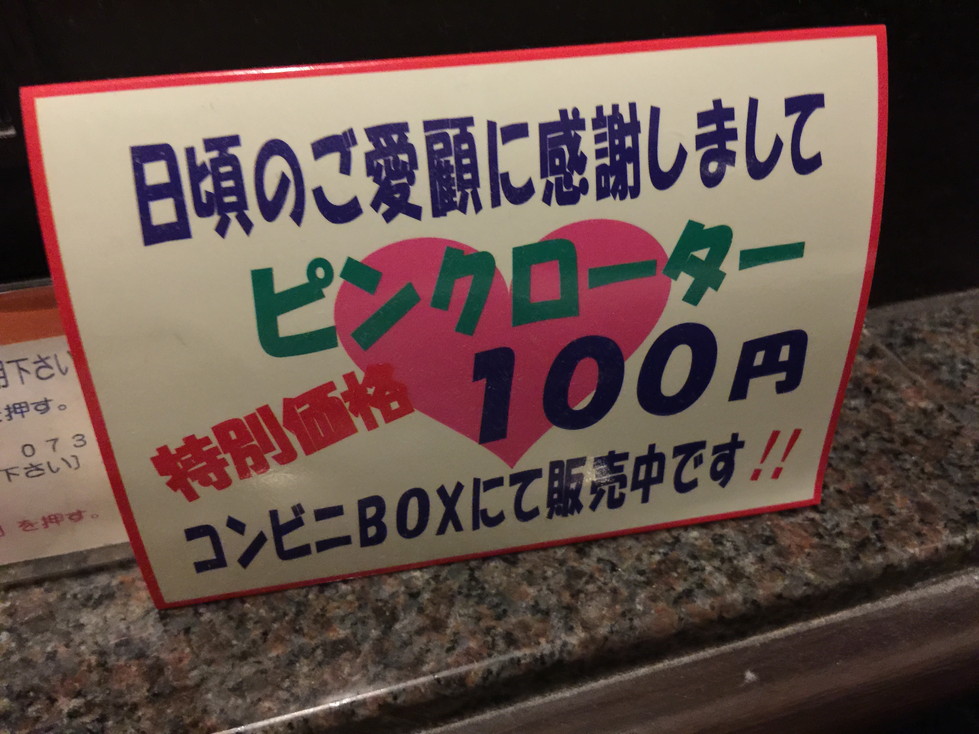 日頃のご愛顧に感謝しまして
ピンクローター
特別価格 100円
コンビニBOXにて販売中です!!
下さい
押す。
073
下さい〕
を押す。